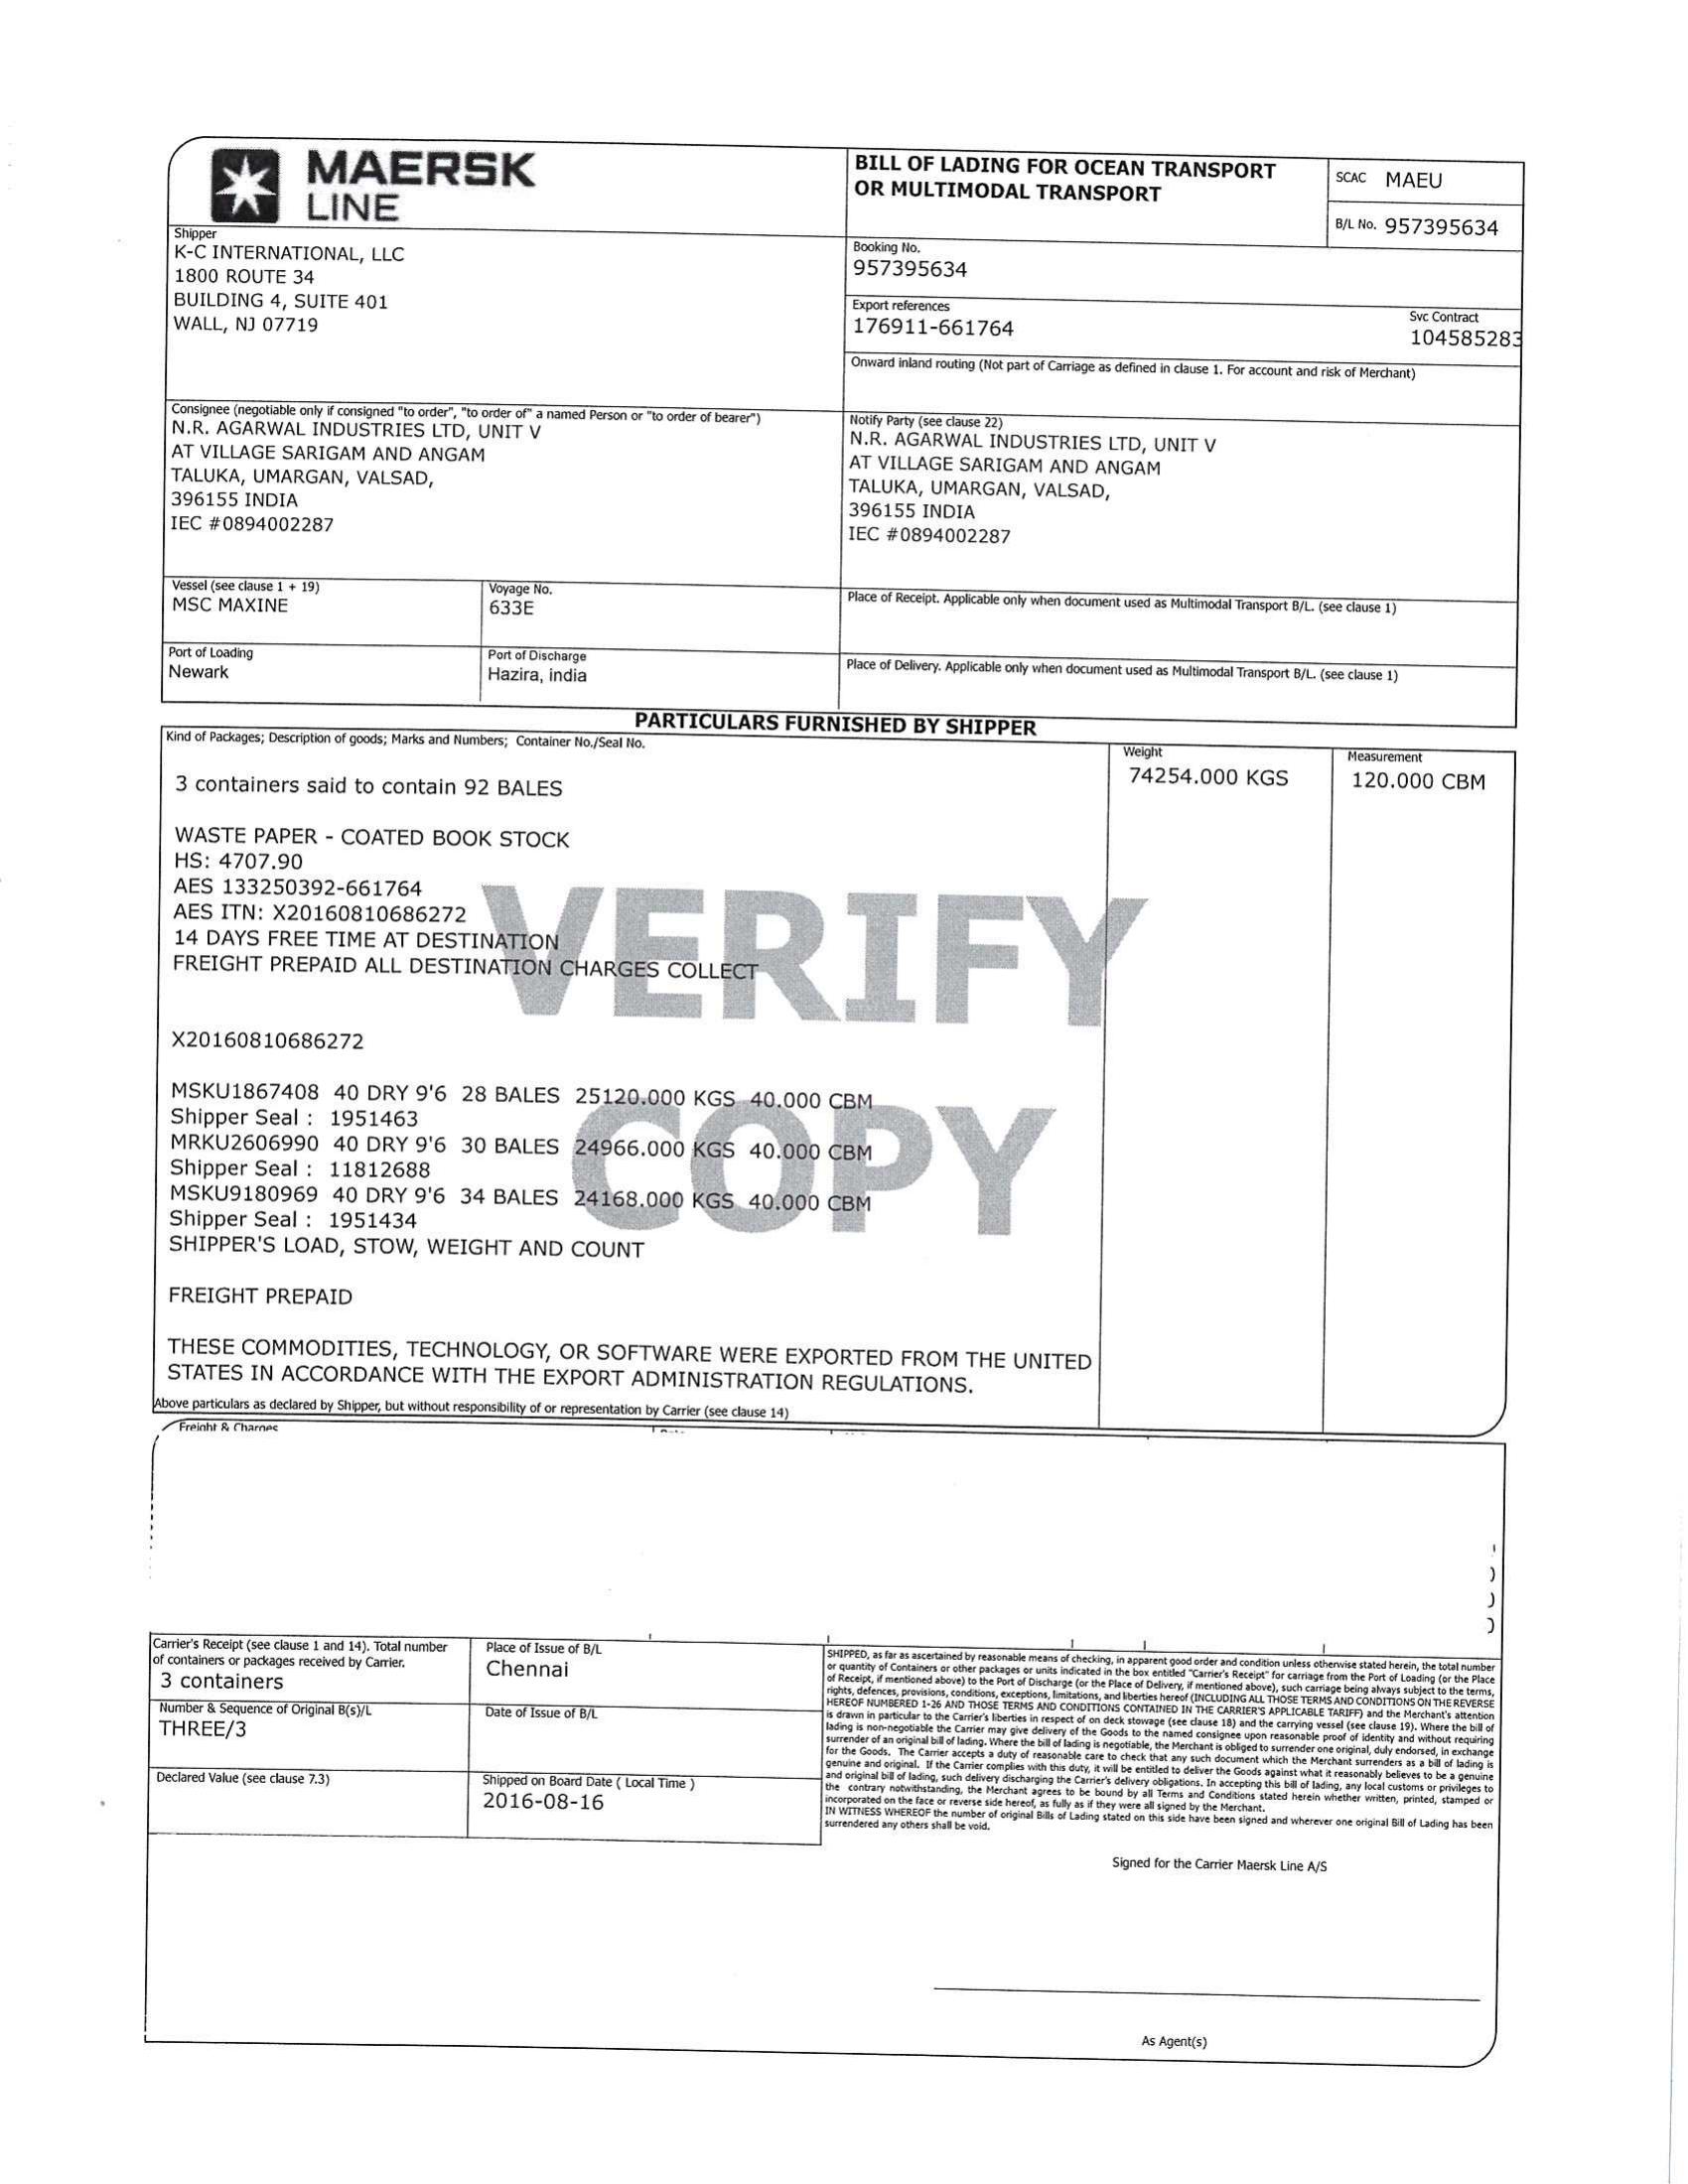 MAERSK
LINE
BILL OF LADING FOR OCEAN TRANSPORT
OR MULTIMODAL TRANSPORT
SCAC MAEU
B/L No. 957395634
Shipper
K-C INTERNATIONAL, LLC
1800 ROUTE 34
BUILDING 4, SUITE 401
WALL, NJ 07719
Booking No.
957395634
Export references
176911-661764
Svc Contract
104585283
Onward inland routing (Not part of Carriage as defined in clause 1. For account and risk of Merchant)
Consignee (negotiable only if consigned "to order", "to order of" a named Person or "to order of bearer")
N.R. AGARWAL INDUSTRIES LTD, UNIT V
AT VILLAGE SARIGAM AND ANGAM
TALUKA, UMARGAN, VALSAD,
396155 INDIA
IEC #0894002287
Notify Party (see clause 22)
N.R. AGARWAL INDUSTRIES LTD, UNIT V
AT VILLAGE SARIGAM AND ANGAM
TALUKA, UMARGAN, VALSAD,
396155 INDIA
IEC #0894002287
Vessel (see clause 1 + 19)
MSC MAXINE
Voyage No.
633E
Place of Receipt. Applicable only when document used as Multimodal Transport B/L. (see clause 1)
Port of Loading
Newark
Port of Discharge
Hazira, india
Place of Delivery. Applicable only when document used as Multimodal Transport B/L. (see clause 1)
PARTICULARS FURNISHED BY SHIPPER
Kind of Packages; Description of goods; Marks and Numbers; Container No./Seal No.
Weight
74254.000 KGS
Measurement
120.000 CBM
3 containers said to contain 92 BALES
WASTE PAPER - COATED BOOK STOCK
HS: 4707.90
AES 133250392-661764
AES ITN: X20160810686272
14 DAYS FREE TIME AT DESTINATION
FREIGHT PREPAID ALL DESTINATION CHARGES COLLECT
VERIFY
X20160810686272
MSKU1867408 40 DRY 9'6 28 BALES 25120.000 KGS 40.000 CBM
Shipper Seal : 1951463
MRKU2606990 40 DRY 9'6 30 BALES 24966.000 KGS 40.000 CBM
Shipper Seal : 11812688
MSKU9180969 40 DRY 9'6 34 BALES 24168.000 KGS 40.000 CBM
Shipper Seal : 1951434
COPY
SHIPPER'S LOAD, STOW, WEIGHT AND COUNT
FREIGHT PREPAID
THESE COMMODITIES, TECHNOLOGY, OR SOFTWARE WERE EXPORTED FROM THE UNITED
STATES IN ACCORDANCE WITH THE EXPORT ADMINISTRATION REGULATIONS.
Above particulars as declared by Shipper, but without responsibility of or representation by Carrier (see clause 14)
Freight & Charges
Carrier's Receipt (see clause 1 and 14). Total number
of containers or packages received by Carrier.
3 containers
Place of Issue of B/L
Chennai
Number & Sequence of Original B(s)/L
THREE/3
Date of Issue of B/L
Declared Value (see clause 7.3)
Shipped on Board Date ( Local Time )
2016-08-16
SHIPPED, as far as ascertained by reasonable means of checking, in apparent good order and condition unless otherwise stated herein, the total number
or quantity of Containers or other packages or units indicated in the box entitled "Carrier's Receipt" for carriage from the Port of Loading (or the Place
of Receipt, if mentioned above) to the Port of Discharge (or the Place of Delivery, if mentioned above), such carriage being always subject to the terms,
rights, defences, provisions, conditions, exceptions, limitations, and liberties hereof (INCLUDING ALL THOSE TERMS AND CONDITIONS ON THE REVERSE
HEREOF NUMBERED 1-26 AND THOSE TERMS AND CONDITIONS CONTAINED IN THE CARRIER'S APPLICABLE TARIFF) and the Merchant's attention
is drawn in particular to the Carrier's liberties in respect of on deck stowage (see clause 18) and the carrying vessel (see clause 19). Where the bill of
lading is non-negotiable the Carrier may give delivery of the Goods to the named consignee upon reasonable proof of identity and without requiring
surrender of an original bill of lading. Where the bill of lading is negotiable, the Merchant is obliged to surrender one original, duly endorsed, in exchange
for the Goods. The Carrier accepts a duty of reasonable care to check that any such document which the Merchant surrenders as a bill of lading is
genuine and original. If the Carrier complies with this duty, it will be entitled to deliver the Goods against what it reasonably believes to be a genuine
and original bill of lading, such delivery discharging the Carrier's delivery obligations. In accepting this bill of lading, any local customs or privileges to
the contrary notwithstanding, the Merchant agrees to be bound by all Terms and Conditions stated herein whether written, printed, stamped or
incorporated on the face or reverse side hereof, as fully as if they were all signed by the Merchant.
IN WITNESS WHEREOF the number of original Bills of Lading stated on this side have been signed and wherever one original Bill of Lading has been
surrendered any others shall be void.
Signed for the Carrier Maersk Line A/S
As Agent(s)